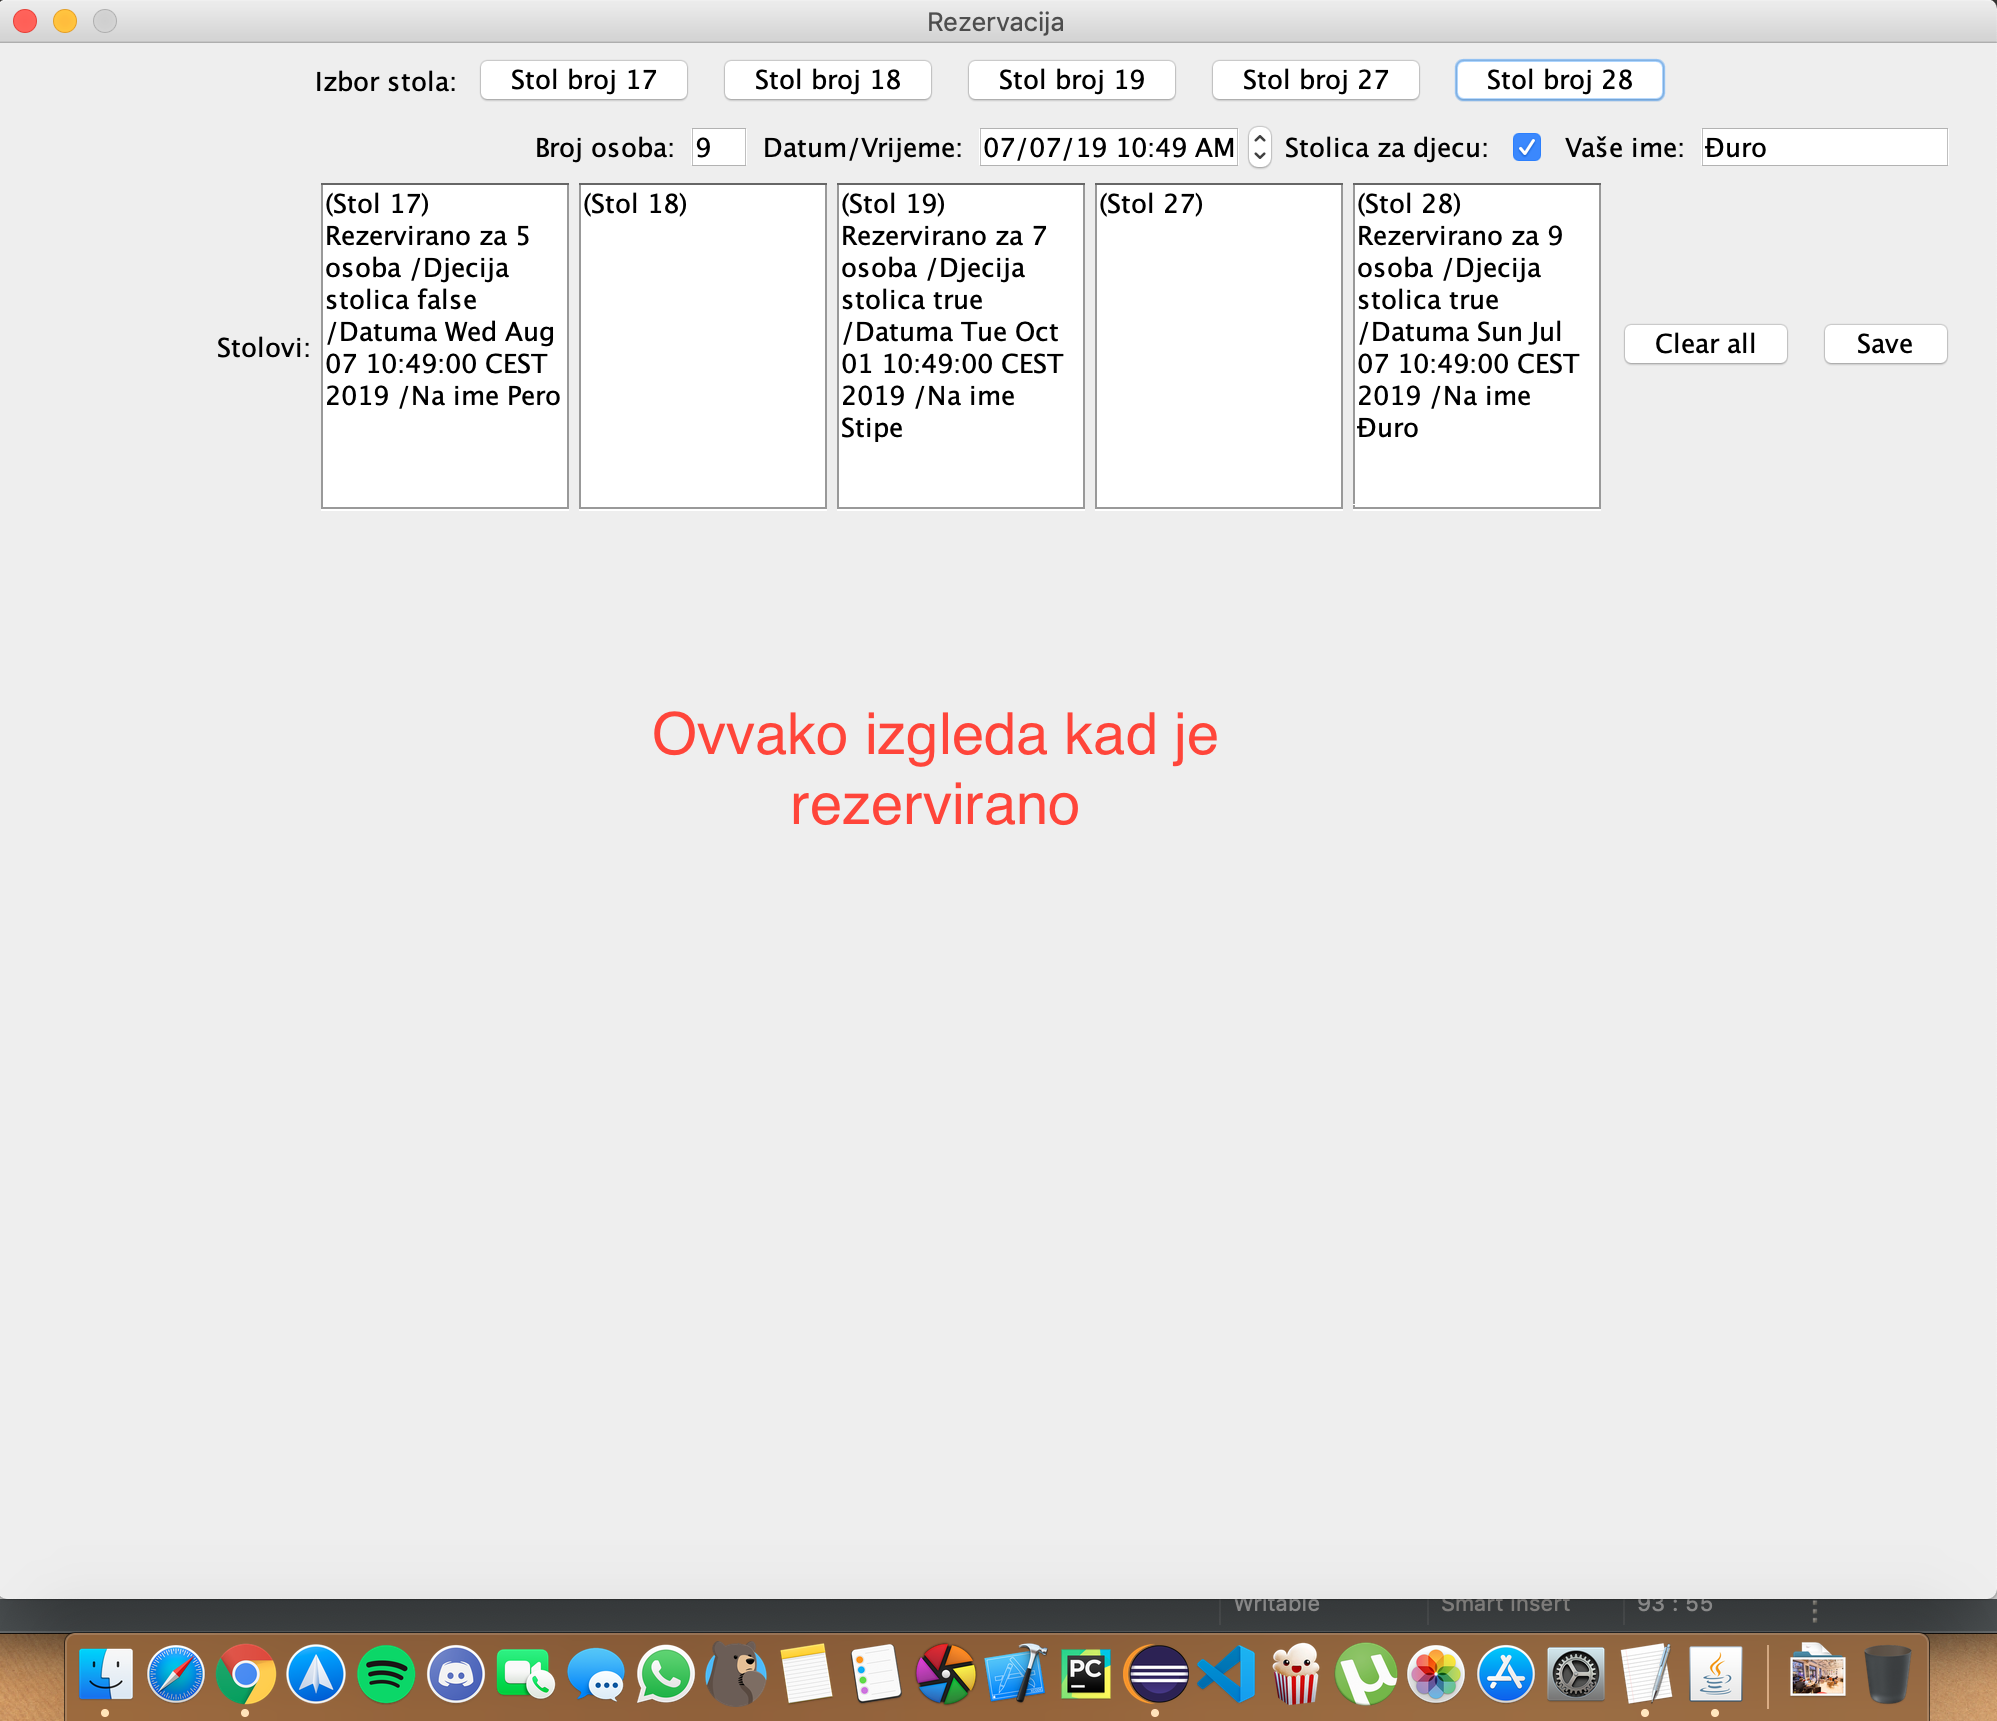 Rezervacija
Izbor stola: Stol broj 17 Stol broj 18 Stol broj 19 Stol broj 27 Stol broj 28
Broj osoba: 9 Datum/Vrijeme: 07/07/19 10:49 AM Stolica za djecu: Vaše ime: Đuro
Stolovi:
(Stol 17)
Rezervirano za 5
osoba /Djecija
stolica false
/Datuma Wed Aug
07 10:49:00 CEST
2019 /Na ime Pero
(Stol 18)
(Stol 19)
Rezervirano za 7
osoba /Djecija
stolica true
/Datuma Tue Oct
01 10:49:00 CEST
2019 /Na ime
Stipe
(Stol 27)
(Stol 28)
Rezervirano za 9
osoba /Djecija
stolica true
/Datuma Sun Jul
07 10:49:00 CEST
2019 /Na ime
Đuro
Clear all Save
Ovvako izgleda kad je
rezervirano
Writable Smart Insert 93 : 55
PC